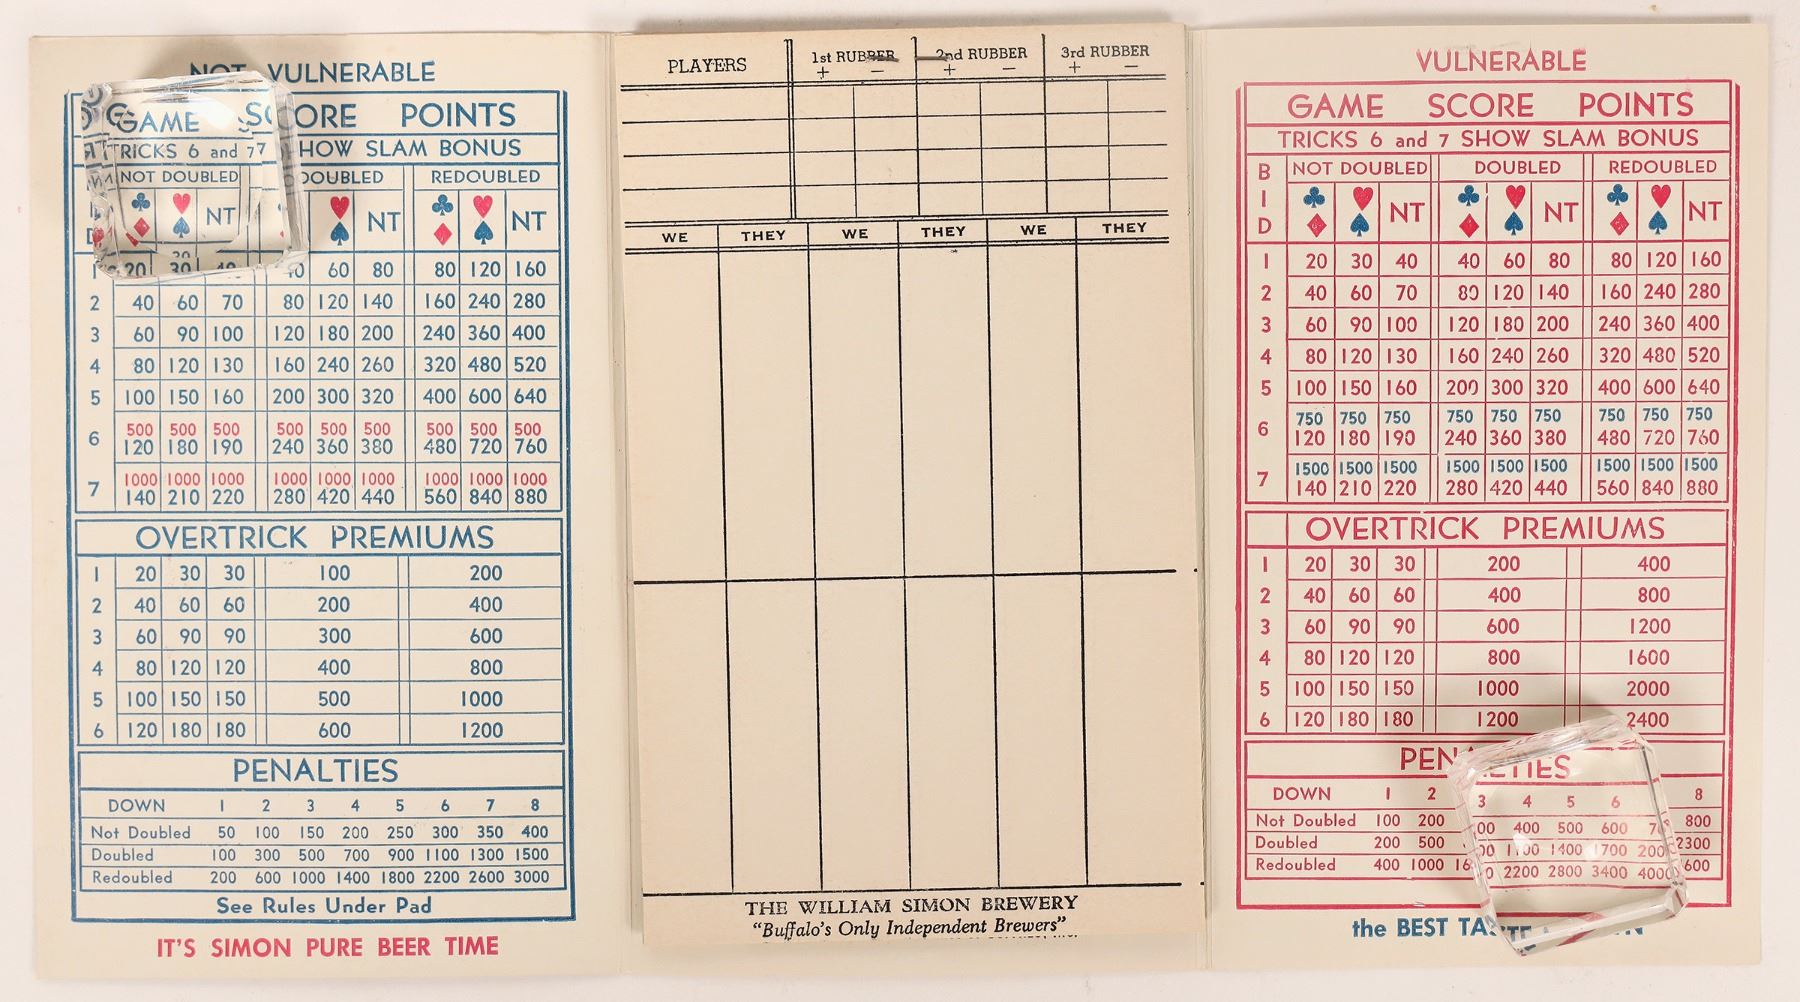 NOT VULNERABLE
GAME SCORE POINTS
TRICKS 6 and 7 SHOW SLAM BONUS
NOT DOUBLED DOUBLED REDOUBLED
NT NT NT
1 20 30 40 40 60 80 80 120 160
2 40 60 70 80 120 140 160 240 280
3 60 90 100 120 180 200 240 360 400
4 80 120 130 160 240 260 320 480 520
5 100 150 160 200 300 320 400 600 640
500 500 500 500 500 500 500 500 500
6 120 180 190 240 360 380 480 720 760
1000 1000 1000 1000 1000 1000 1000 1000 1000
7 140 210 220 280 420 440 560 840 880
OVERTRICK PREMIUMS
1 20 30 30 100 200
2 40 60 60 200 400
3 60 90 90 300 600
4 80 120 120 400 800
5 100 150 150 500 1000
6 120 180 180 600 1200
PENALTIES
DOWN 1 2 3 4 5 6 7 8
Not Doubled 50 100 150 200 250 300 350 400
Doubled 100 300 500 700 900 1100 1300 1500
Redoubled 200 600 1000 1400 1800 2200 2600 3000
See Rules Under Pad
IT'S SIMON PURE BEER TIME
PLAYERS 1st RUBBER 2nd RUBBER 3rd RUBBER
+ − + − + −
WE THEY WE THEY WE THEY
THE WILLIAM SIMON BREWERY
"Buffalo's Only Independent Brewers"
VULNERABLE
GAME SCORE POINTS
TRICKS 6 and 7 SHOW SLAM BONUS
BID NOT DOUBLED DOUBLED REDOUBLED
NT NT NT
1 20 30 40 40 60 80 80 120 160
2 40 60 70 80 120 140 160 240 280
3 60 90 100 120 180 200 240 360 400
4 80 120 130 160 240 260 320 480 520
5 100 150 160 200 300 320 400 600 640
750 750 750 750 750 750 750 750 750
6 120 180 190 240 360 380 480 720 760
1500 1500 1500 1500 1500 1500 1500 1500 1500
7 140 210 220 280 420 440 560 840 880
OVERTRICK PREMIUMS
1 20 30 30 200 400
2 40 60 60 400 800
3 60 90 90 600 1200
4 80 120 120 800 1600
5 100 150 150 1000 2000
6 120 180 180 1200 2400
PENALTIES
DOWN 1 2 3 4 5 6 8
Not Doubled 100 200 400 500 600 800
Doubled 200 500 1100 1400 1700 2300
Redoubled 400 1000 2200 2800 3400 4000
the BEST TASTE